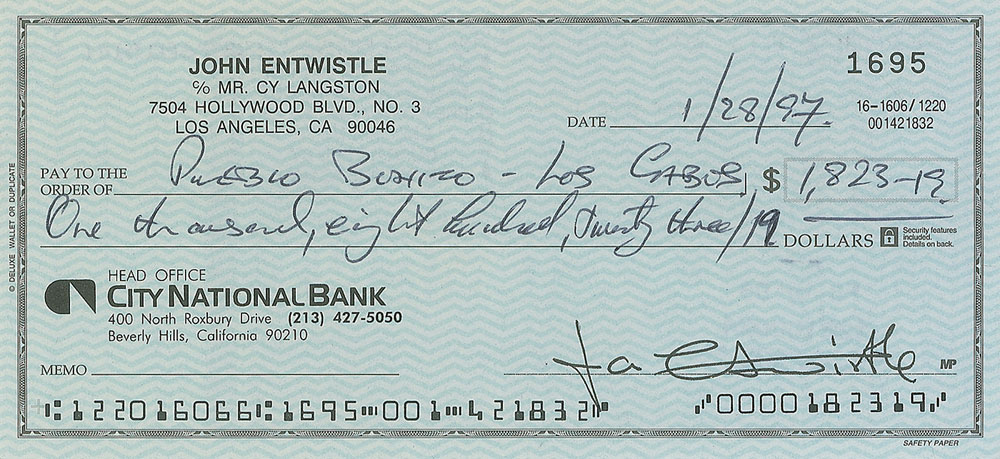 JOHN ENTWISTLE
℅ MR. CY LANGSTON
7504 HOLLYWOOD BLVD., NO. 3
LOS ANGELES, CA 90046
1695
16-1606/1220
001421832
DATE 1/28/97
PAY TO THE
ORDER OF PUEBLO BONITO - LOS CABOS $ 1,823-19
One thousand, eight hundred, twenty three/19 DOLLARS
Security features
included.
Details on back.
© DELUXE WALLET OR DUPLICATE
HEAD OFFICE
CITY NATIONAL BANK
400 North Roxbury Drive (213) 427-5050
Beverly Hills, California 90210
MEMO
Ja Entwistle MP
⑆122016066⑆1695⑈001⑈421832⑈ ⑈0000182319⑈
SAFETY PAPER